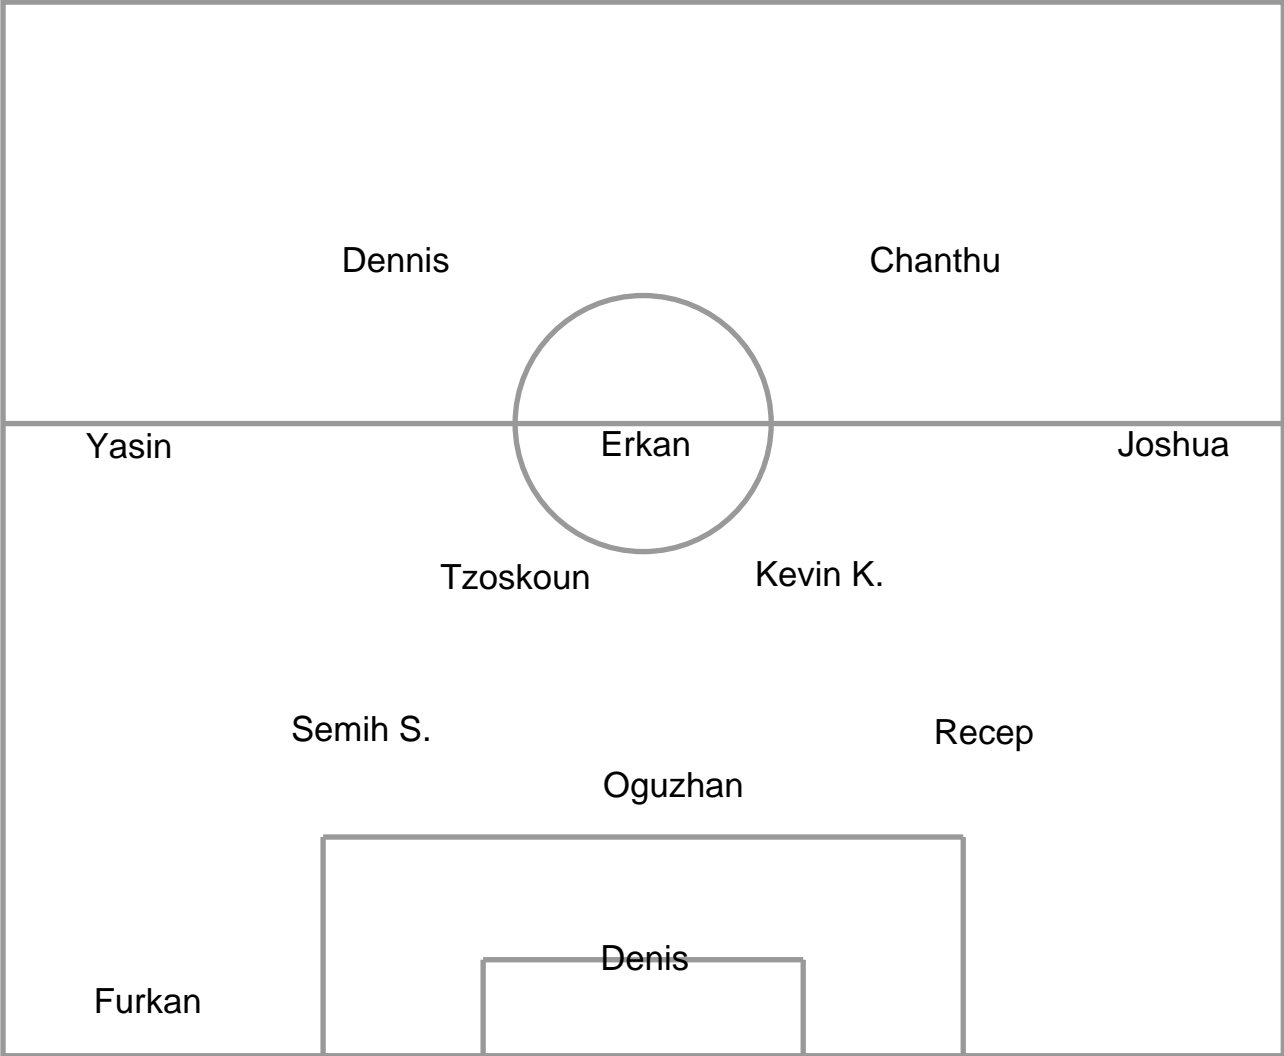 Dennis Chanthu
Yasin Erkan Joshua
Tzoskoun Kevin K.
Semih S. Recep
Oguzhan
Denis
Furkan